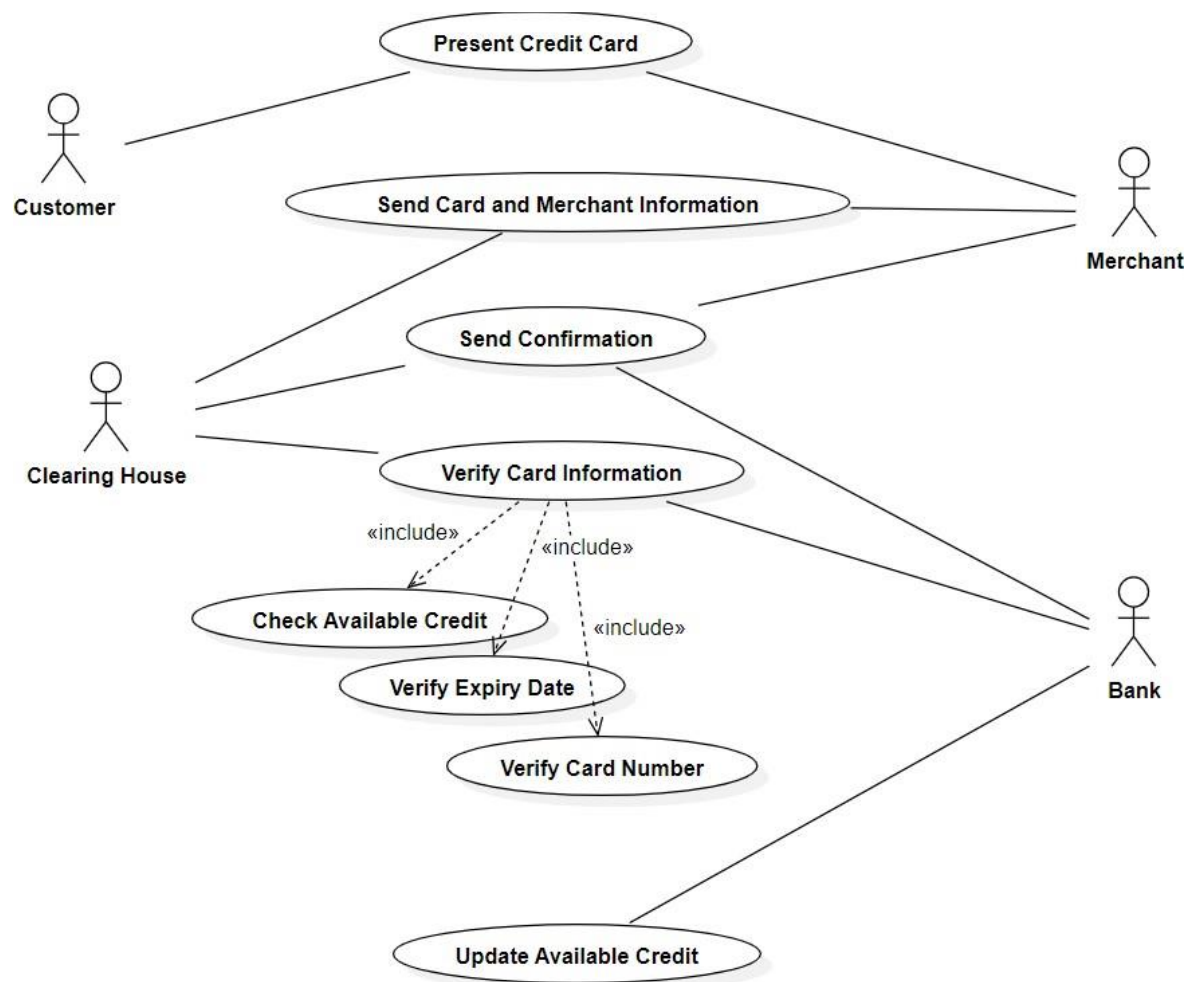 Present Credit Card
Customer
Send Card and Merchant Information
Merchant
Send Confirmation
Clearing House
Verify Card Information
«include»
«include»
Check Available Credit
«include»
Verify Expiry Date
Bank
Verify Card Number
Update Available Credit